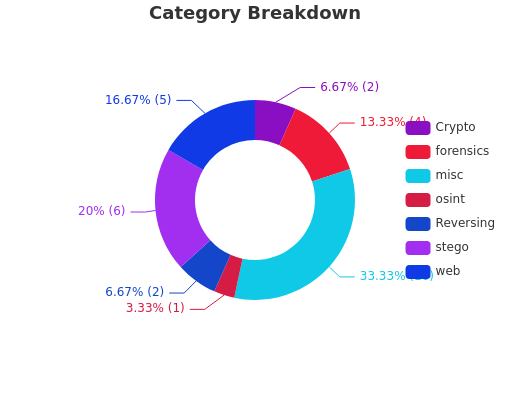 Category Breakdown
6.67% (2)
16.67% (5)
13.33% (4)
Crypto
forensics
misc
osint
20% (6)
Reversing
stego
33.33%
web
6.67% (2)
3.33% (1)